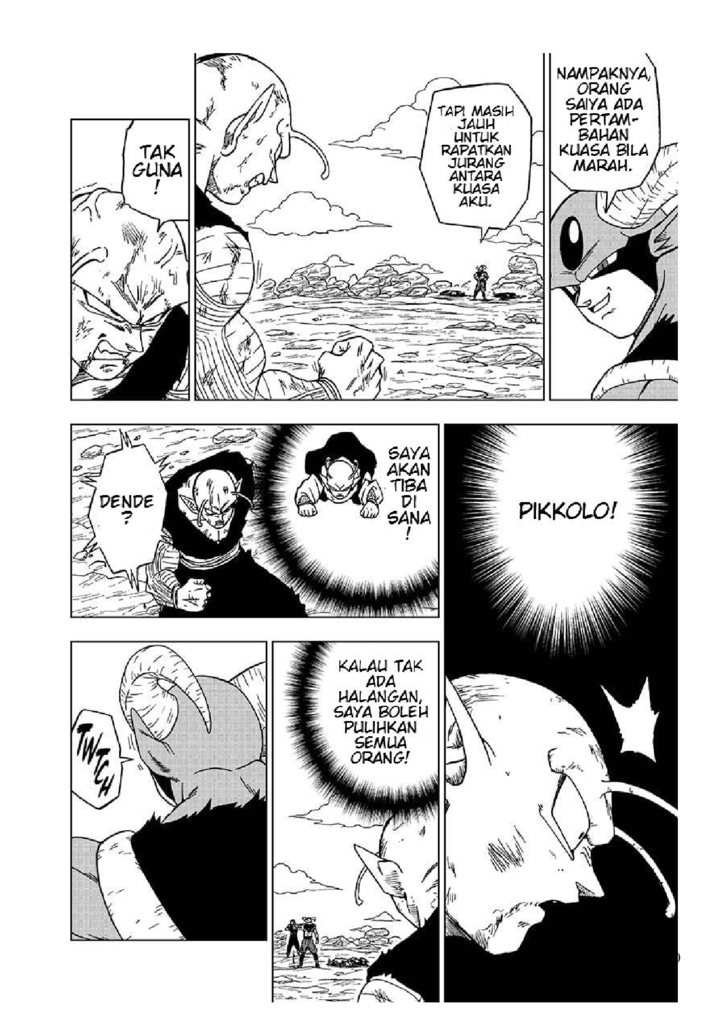 NAMPAKNYA,
ORANG
SAIYA ADA
PERTAM-
BAHAN
KUASA BILA
MARAH.
TAPI MASIH
JAUH
UNTUK
RAPATKAN
JURANG
ANTARA
KUASA
AKU.
TAK
GUNA
!
PIKKOLO!
SAYA
AKAN
TIBA
DI
SANA
!
DENDE
?
KALAU TAK
ADA
HALANGAN,
SAYA BOLEH
PULIHKAN
SEMUA
ORANG!
TWTCH